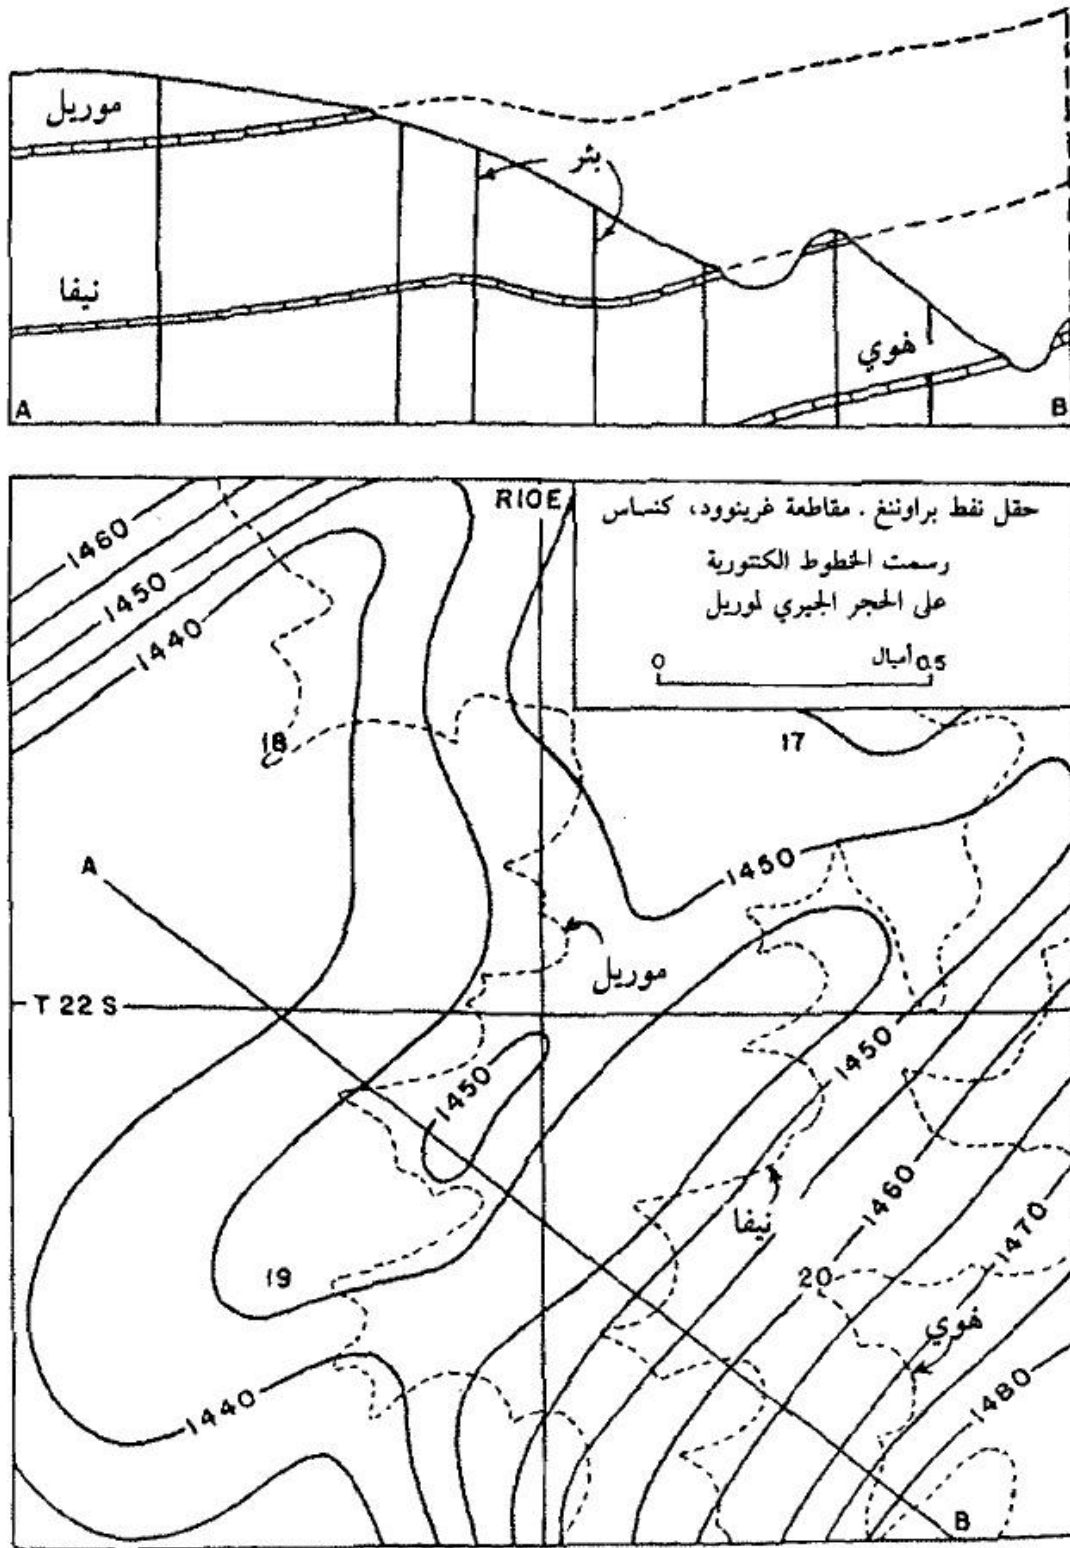 موريل
بئر
نيفا
هوي
A
B
R10E
حقل نفط براوننغ . مقاطعة غرينوود، كنساس
رسمت الخطوط الكنتورية
على الحجر الجيري لموريل
0 0.5 أميال
1460
1450
1440
18
17
A
1450
موريل
T 22 S
1450
1450
نيفا
1460
1470
19
20
هوي
1440
1480
B